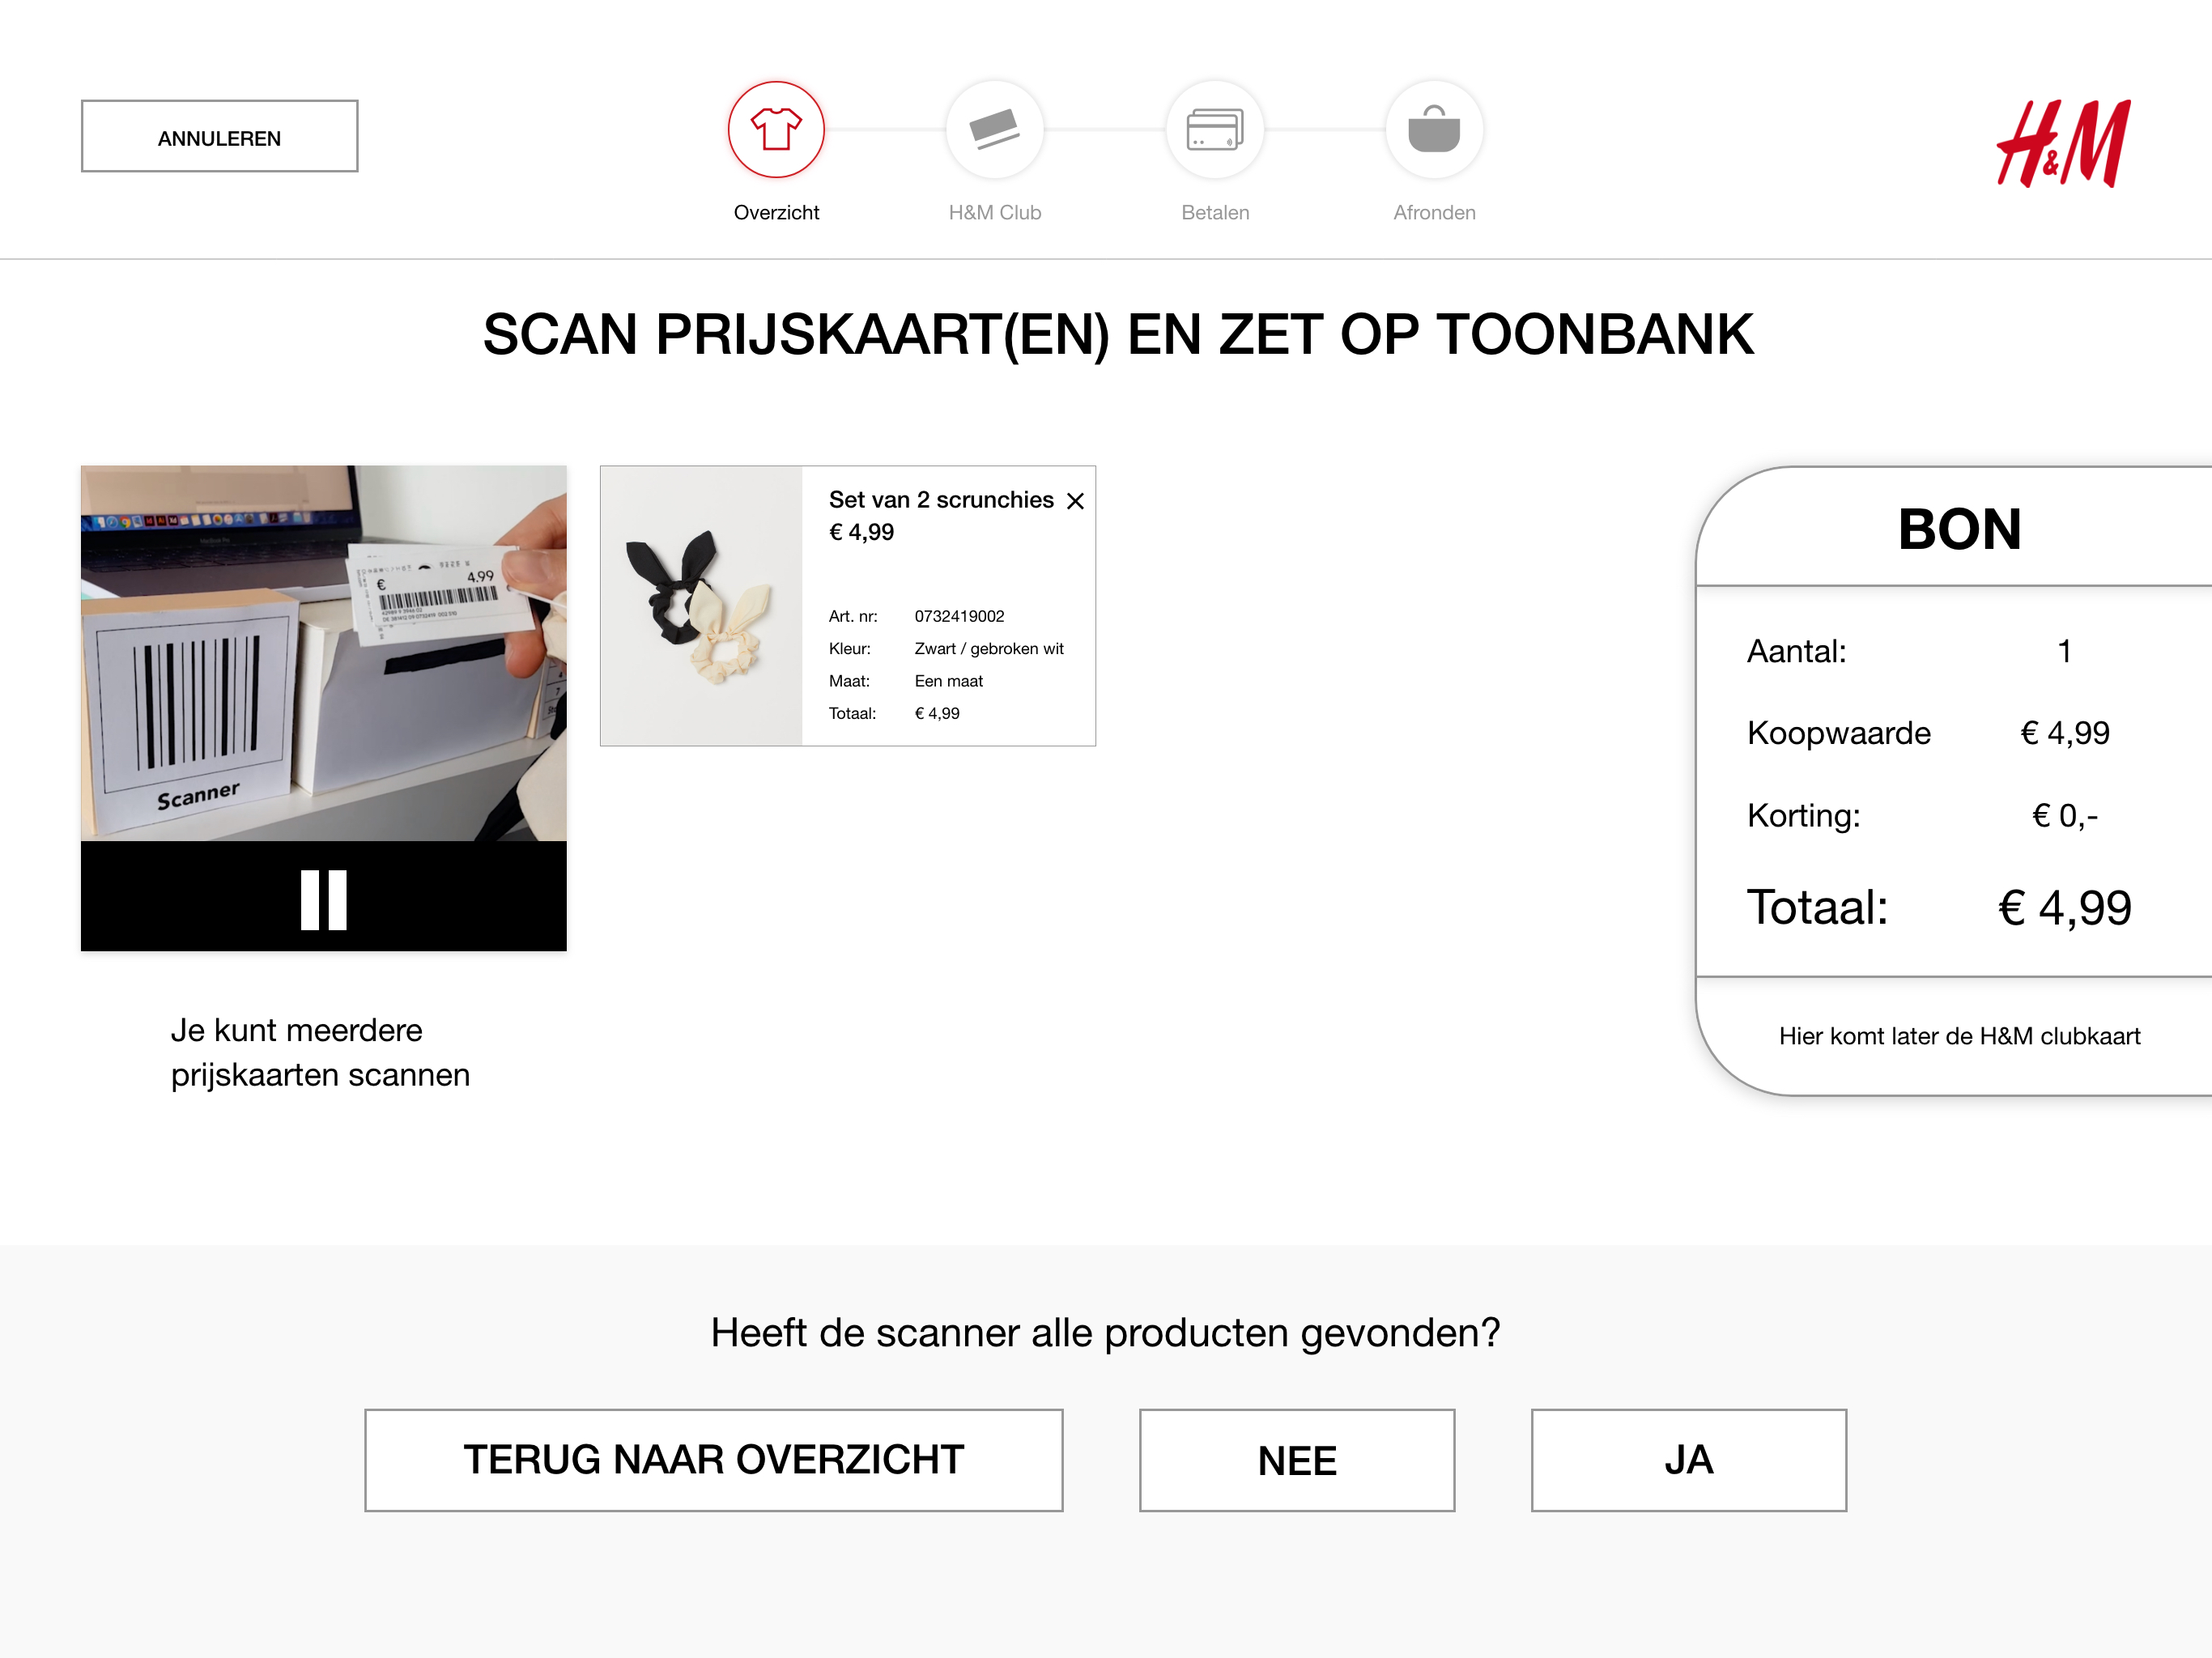 ANNULEREN
Overzicht
H&M Club
Betalen
Afronden
H&M
SCAN PRIJSKAART(EN) EN ZET OP TOONBANK
€ 4.99
Scanner
Je kunt meerdere
prijskaarten scannen
Set van 2 scrunchies
€ 4,99
Art. nr: 0732419002
Kleur: Zwart / gebroken wit
Maat: Een maat
Totaal: € 4,99
BON
Aantal: 1
Koopwaarde € 4,99
Korting: € 0,-
Totaal: € 4,99
Hier komt later de H&M clubkaart
Heeft de scanner alle producten gevonden?
TERUG NAAR OVERZICHT
NEE
JA